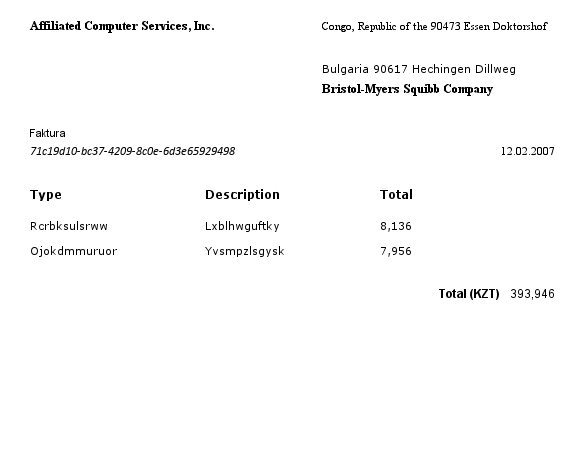 Affiliated Computer Services, Inc.
Congo, Republic of the 90473 Essen Doktorshof
Bulgaria 90617 Hechingen Dillweg
Bristol-Myers Squibb Company
Faktura
71c19d10-bc37-4209-8c0e-6d3e65929498
12.02.2007
Type Description Total
Rcrbksulsrww Lxblhwguftky 8,136
Ojokdmmuruor Yvsmpzlsgysk 7,956
Total (KZT) 393,946